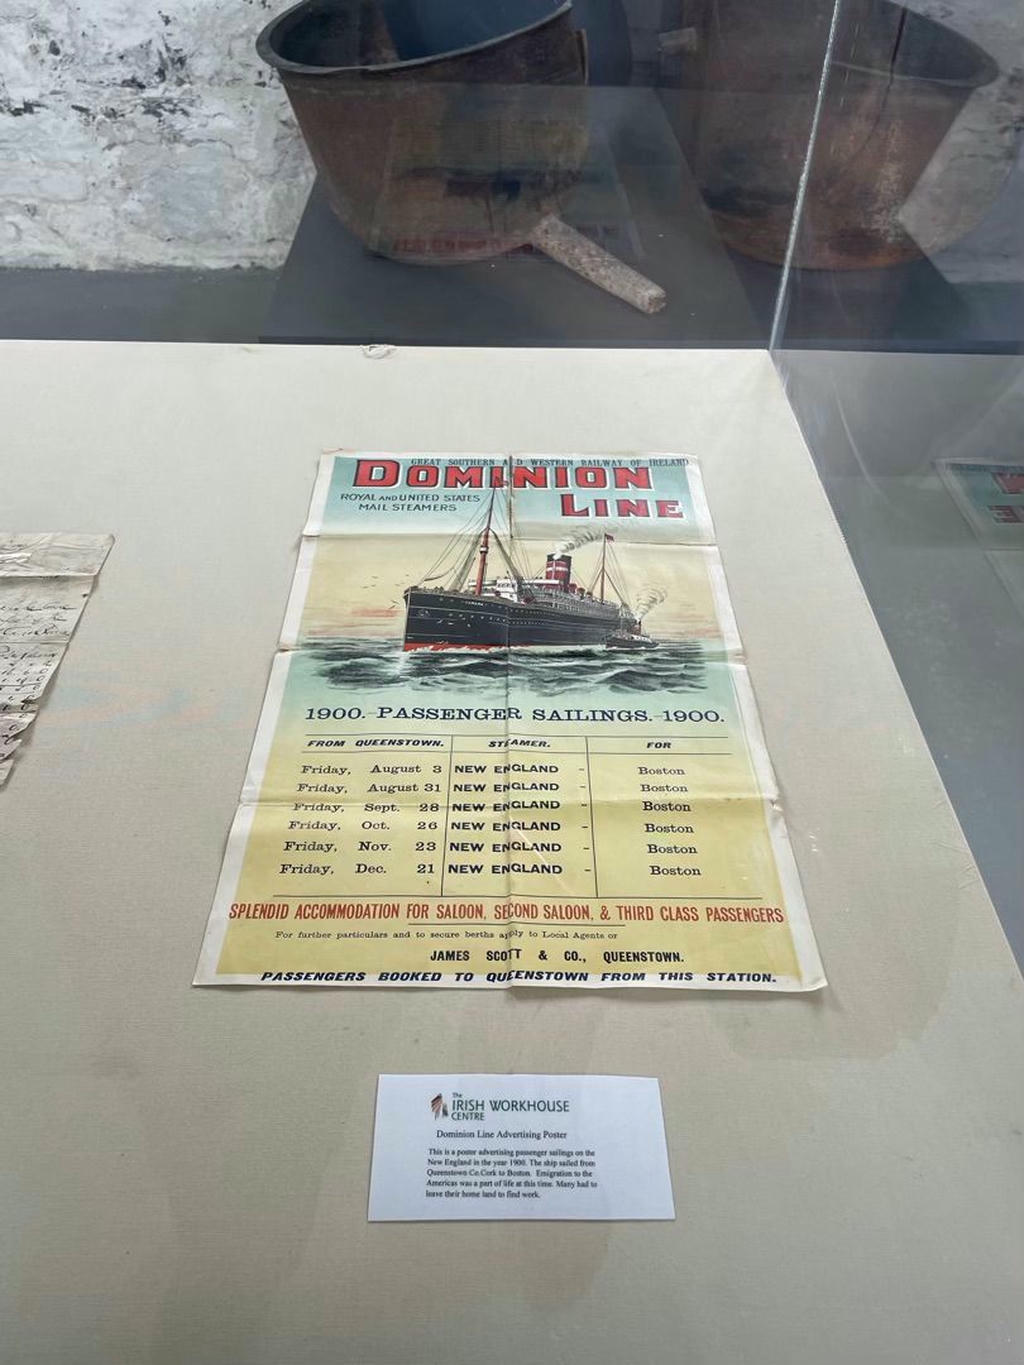 GREAT SOUTHERN AND WESTERN RAILWAY OF IRELAND
DOMINION
LINE
ROYAL AND UNITED STATES
MAIL STEAMERS
1900.-PASSENGER SAILINGS.-1900.
FROM QUEENSTOWN. STEAMER. FOR
Friday, August 3 NEW ENGLAND - Boston
Friday, August 31 NEW ENGLAND - Boston
Friday, Sept. 28 NEW ENGLAND - Boston
Friday, Oct. 26 NEW ENGLAND - Boston
Friday, Nov. 23 NEW ENGLAND - Boston
Friday, Dec. 21 NEW ENGLAND - Boston
SPLENDID ACCOMMODATION FOR SALOON, SECOND SALOON, & THIRD CLASS PASSENGERS
For further particulars and to secure berths apply to Local Agents or
JAMES SCOTT & CO., QUEENSTOWN.
PASSENGERS BOOKED TO QUEENSTOWN FROM THIS STATION.
The
IRISH WORKHOUSE
CENTRE
Dominion Line Advertising Poster
This is a poster advertising passenger sailings on the
New England in the year 1900. The ship sailed from
Queenstown Co.Cork to Boston. Emigration to the
Americas was a part of life at this time. Many had to
leave their home land to find work.